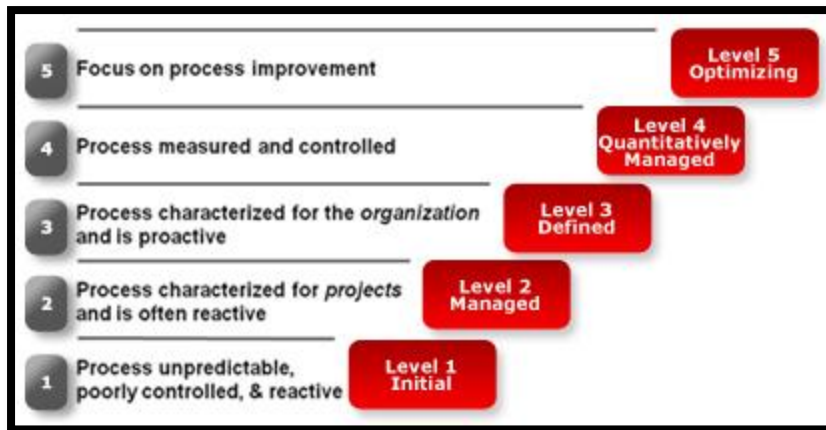 5
Focus on process improvement
Level 5
Optimizing
4
Process measured and controlled
Level 4
Quantitatively
Managed
3
Process characterized for the organization
and is proactive
Level 3
Defined
2
Process characterized for projects
and is often reactive
Level 2
Managed
1
Process unpredictable,
poorly controlled, & reactive
Level 1
Initial